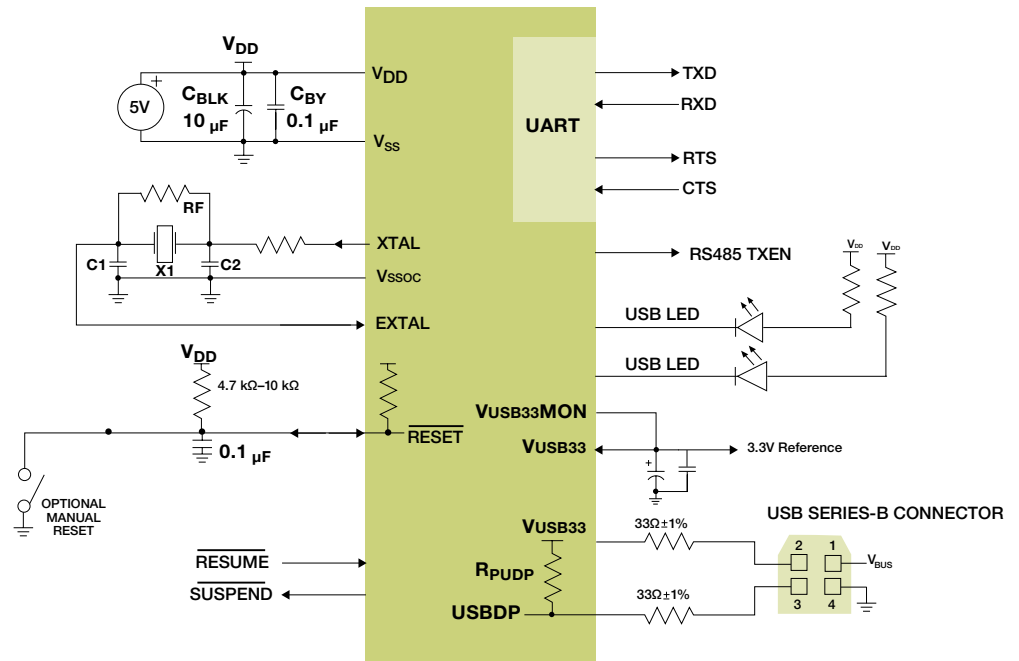 VDD
5V
+
CBLK
10 µF
CBY
0.1 µF
VDD
VSS
RF
C1
X1
C2
XTAL
VSSOC
EXTAL
VDD
4.7 kΩ–10 kΩ
0.1 µF
RESET
OPTIONAL
MANUAL
RESET
RESUME
SUSPEND
UART
TXD
RXD
RTS
CTS
RS485 TXEN
VDD
VDD
USB LED
USB LED
VUSB33MON
VUSB33
3.3V Reference
+
VUSB33
33Ω±1%
RPUDP
USBDP
33Ω±1%
USB SERIES-B CONNECTOR
2 1
3 4
VBUS